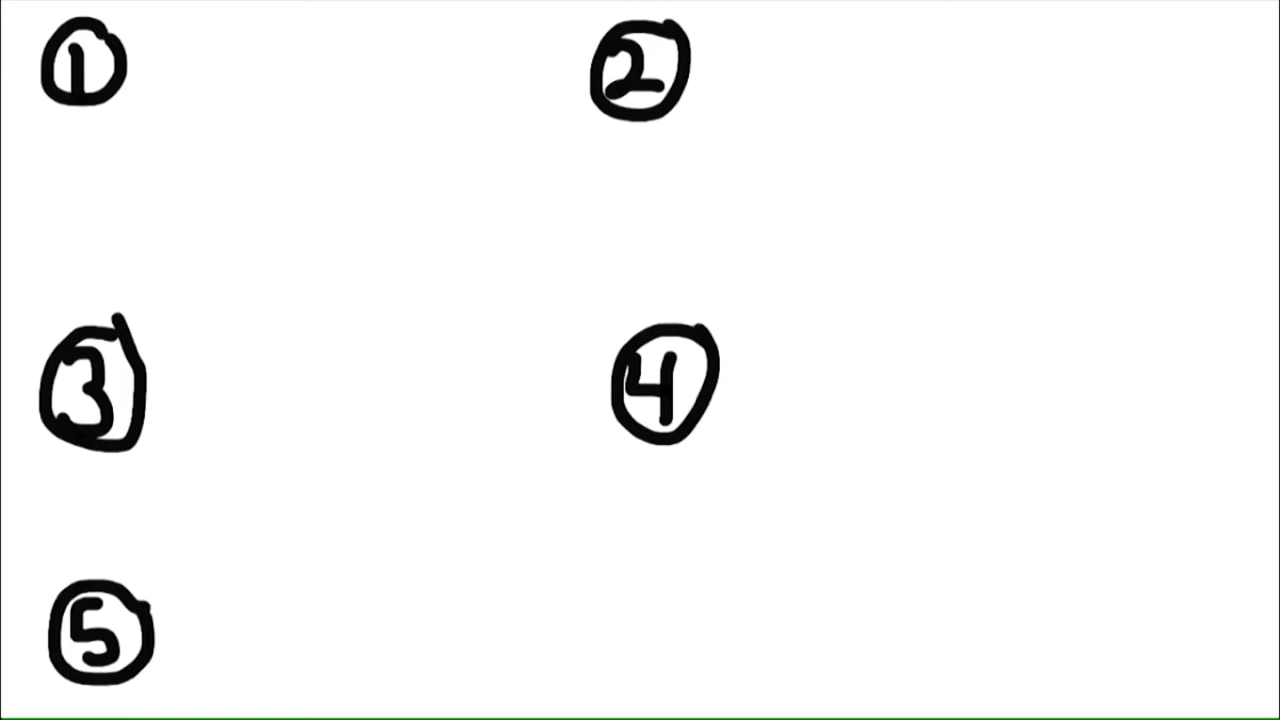 ① ②
③ ④
⑤